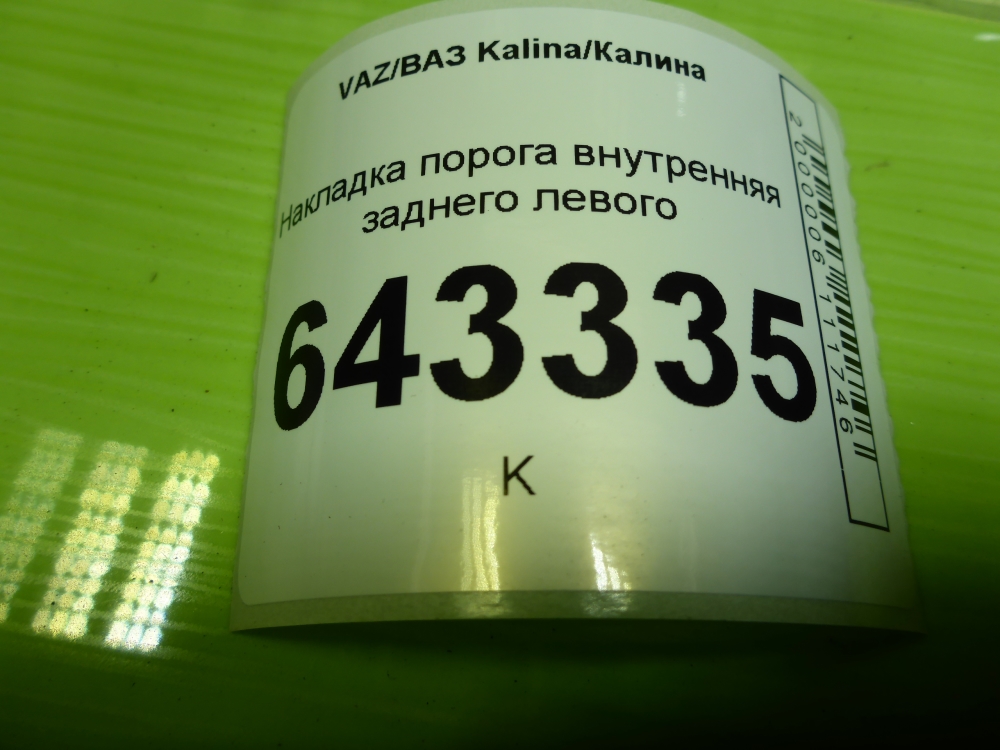 VAZ/ВАЗ Kalina/Калина
Накладка порога внутренняя
заднего левого
643335
К
2000006111746